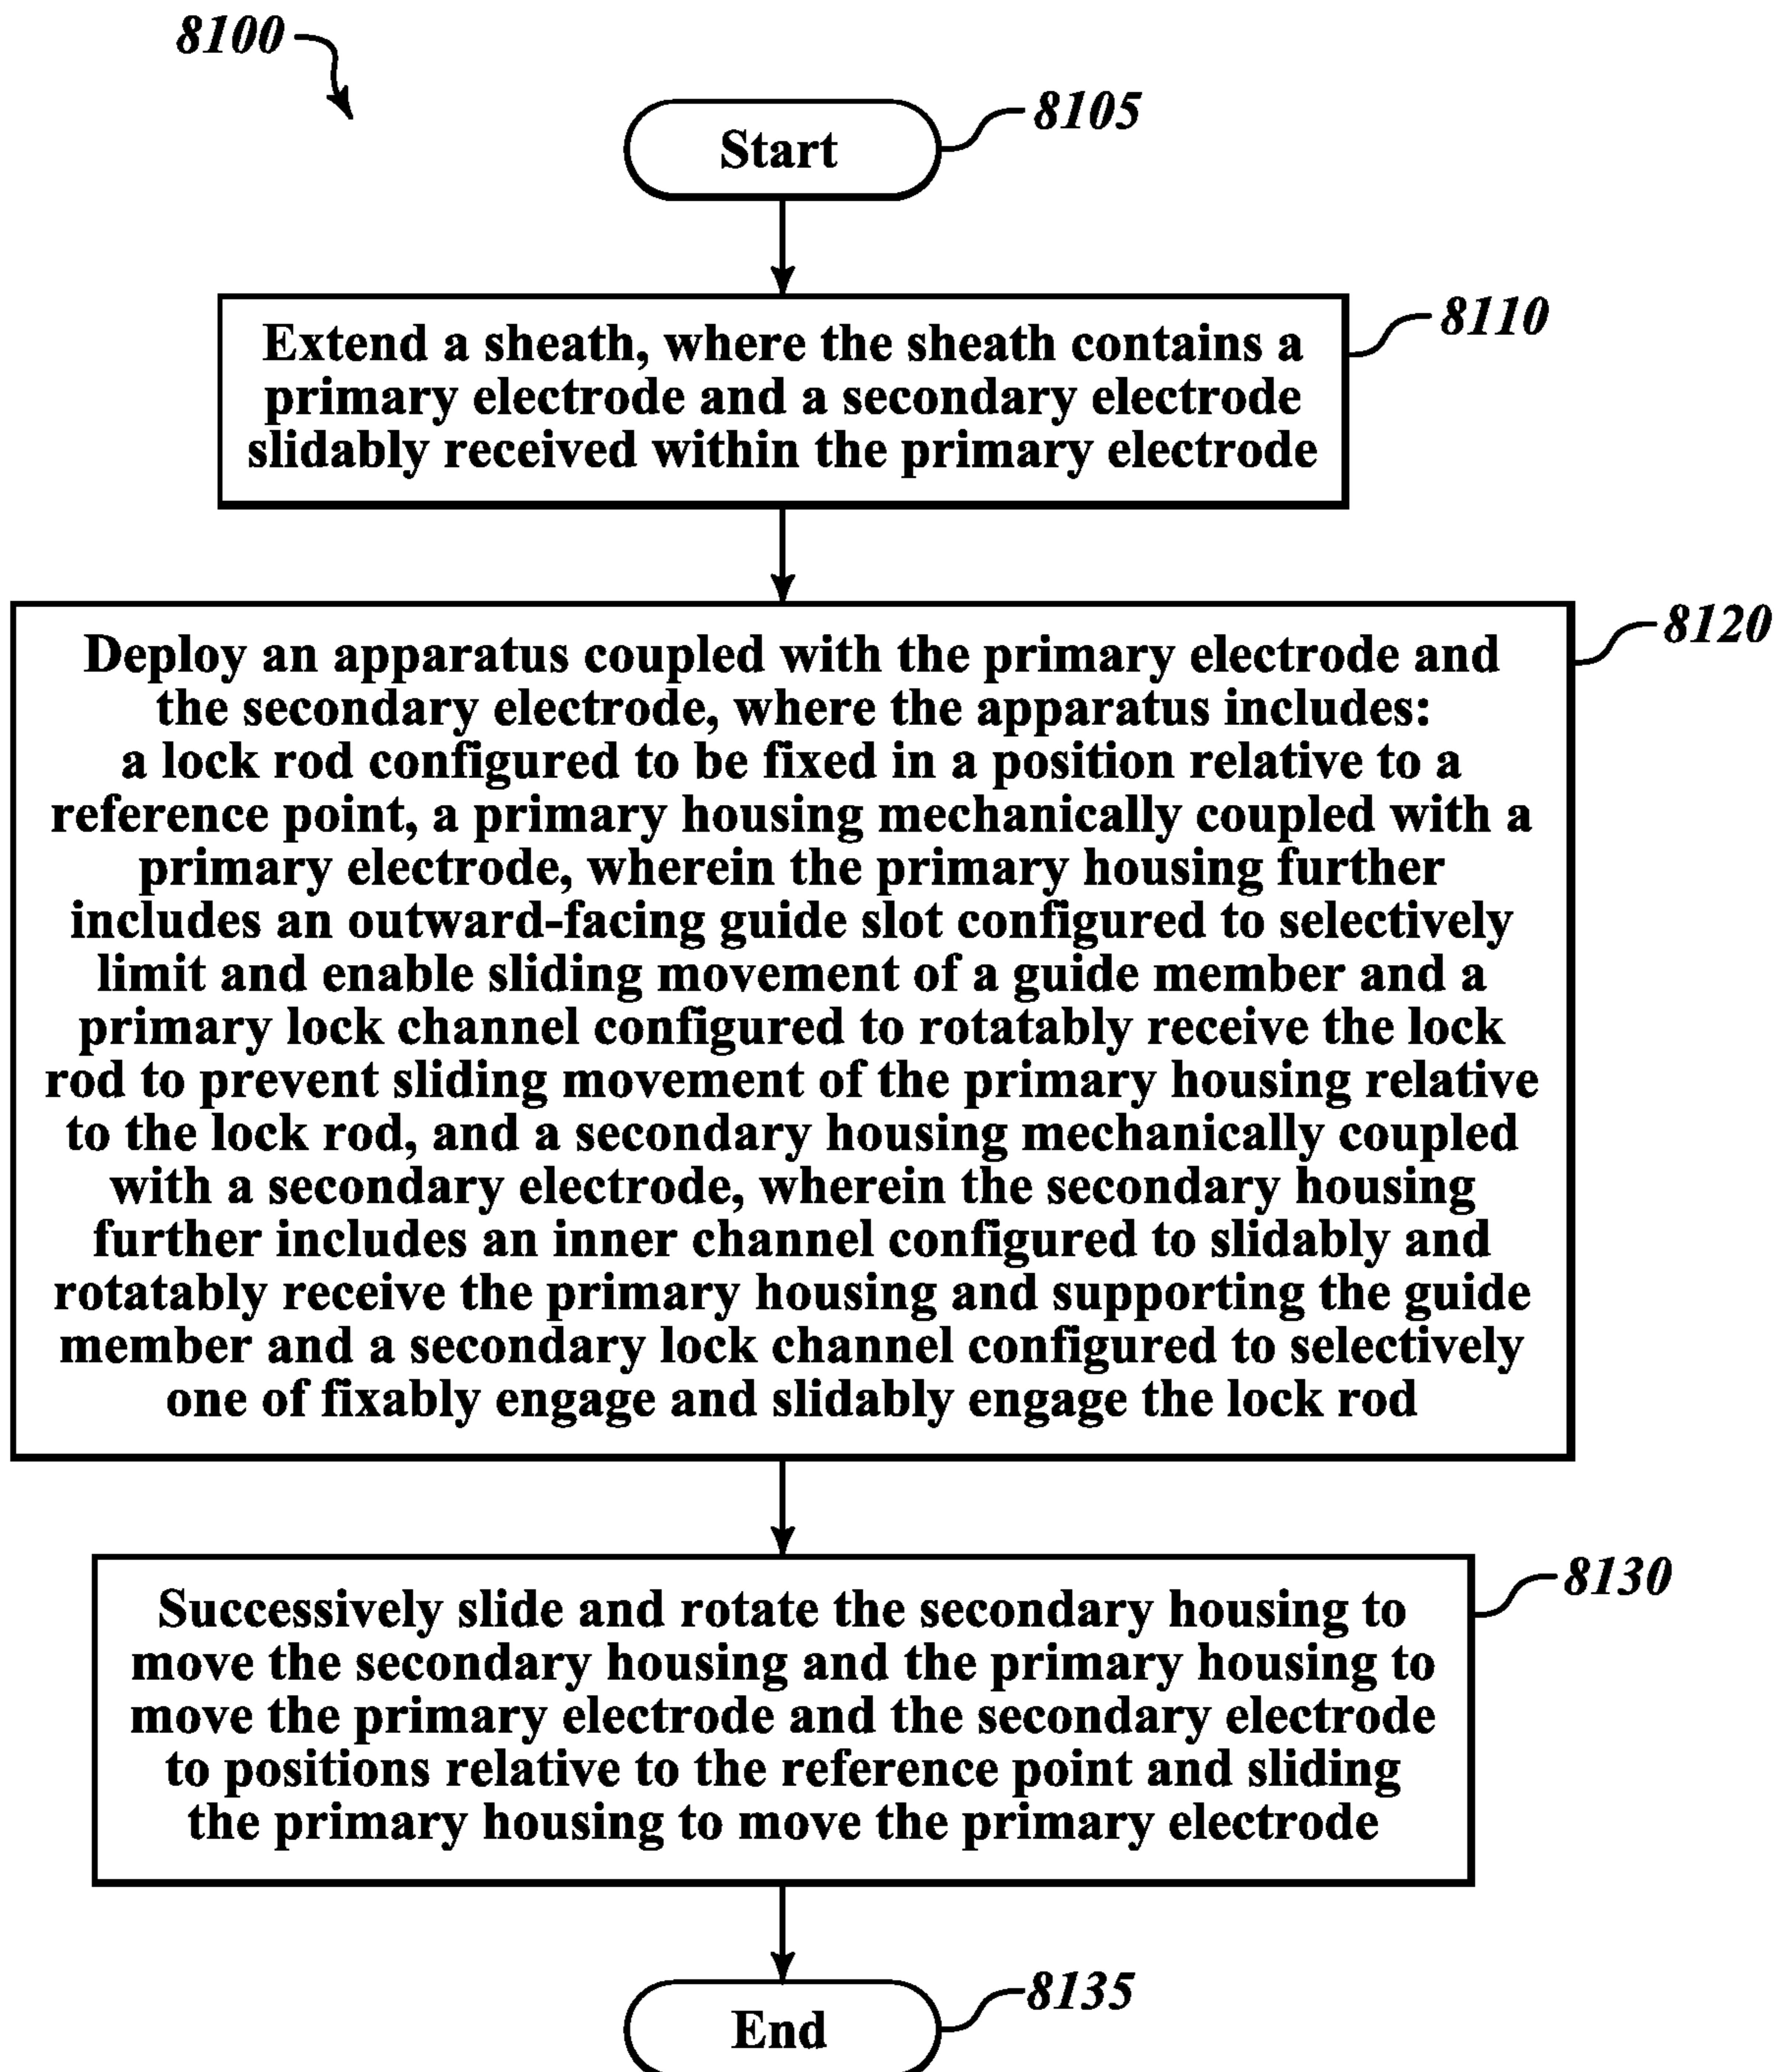 8100
Start
8105
Extend a sheath, where the sheath contains a
primary electrode and a secondary electrode
slidably received within the primary electrode
8110
Deploy an apparatus coupled with the primary electrode and
the secondary electrode, where the apparatus includes:
a lock rod configured to be fixed in a position relative to a
reference point, a primary housing mechanically coupled with a
primary electrode, wherein the primary housing further
includes an outward-facing guide slot configured to selectively
limit and enable sliding movement of a guide member and a
primary lock channel configured to rotatably receive the lock
rod to prevent sliding movement of the primary housing relative
to the lock rod, and a secondary housing mechanically coupled
with a secondary electrode, wherein the secondary housing
further includes an inner channel configured to slidably and
rotatably receive the primary housing and supporting the guide
member and a secondary lock channel configured to selectively
one of fixably engage and slidably engage the lock rod
8120
Successively slide and rotate the secondary housing to
move the secondary housing and the primary housing to
move the primary electrode and the secondary electrode
to positions relative to the reference point and sliding
the primary housing to move the primary electrode
8130
End
8135